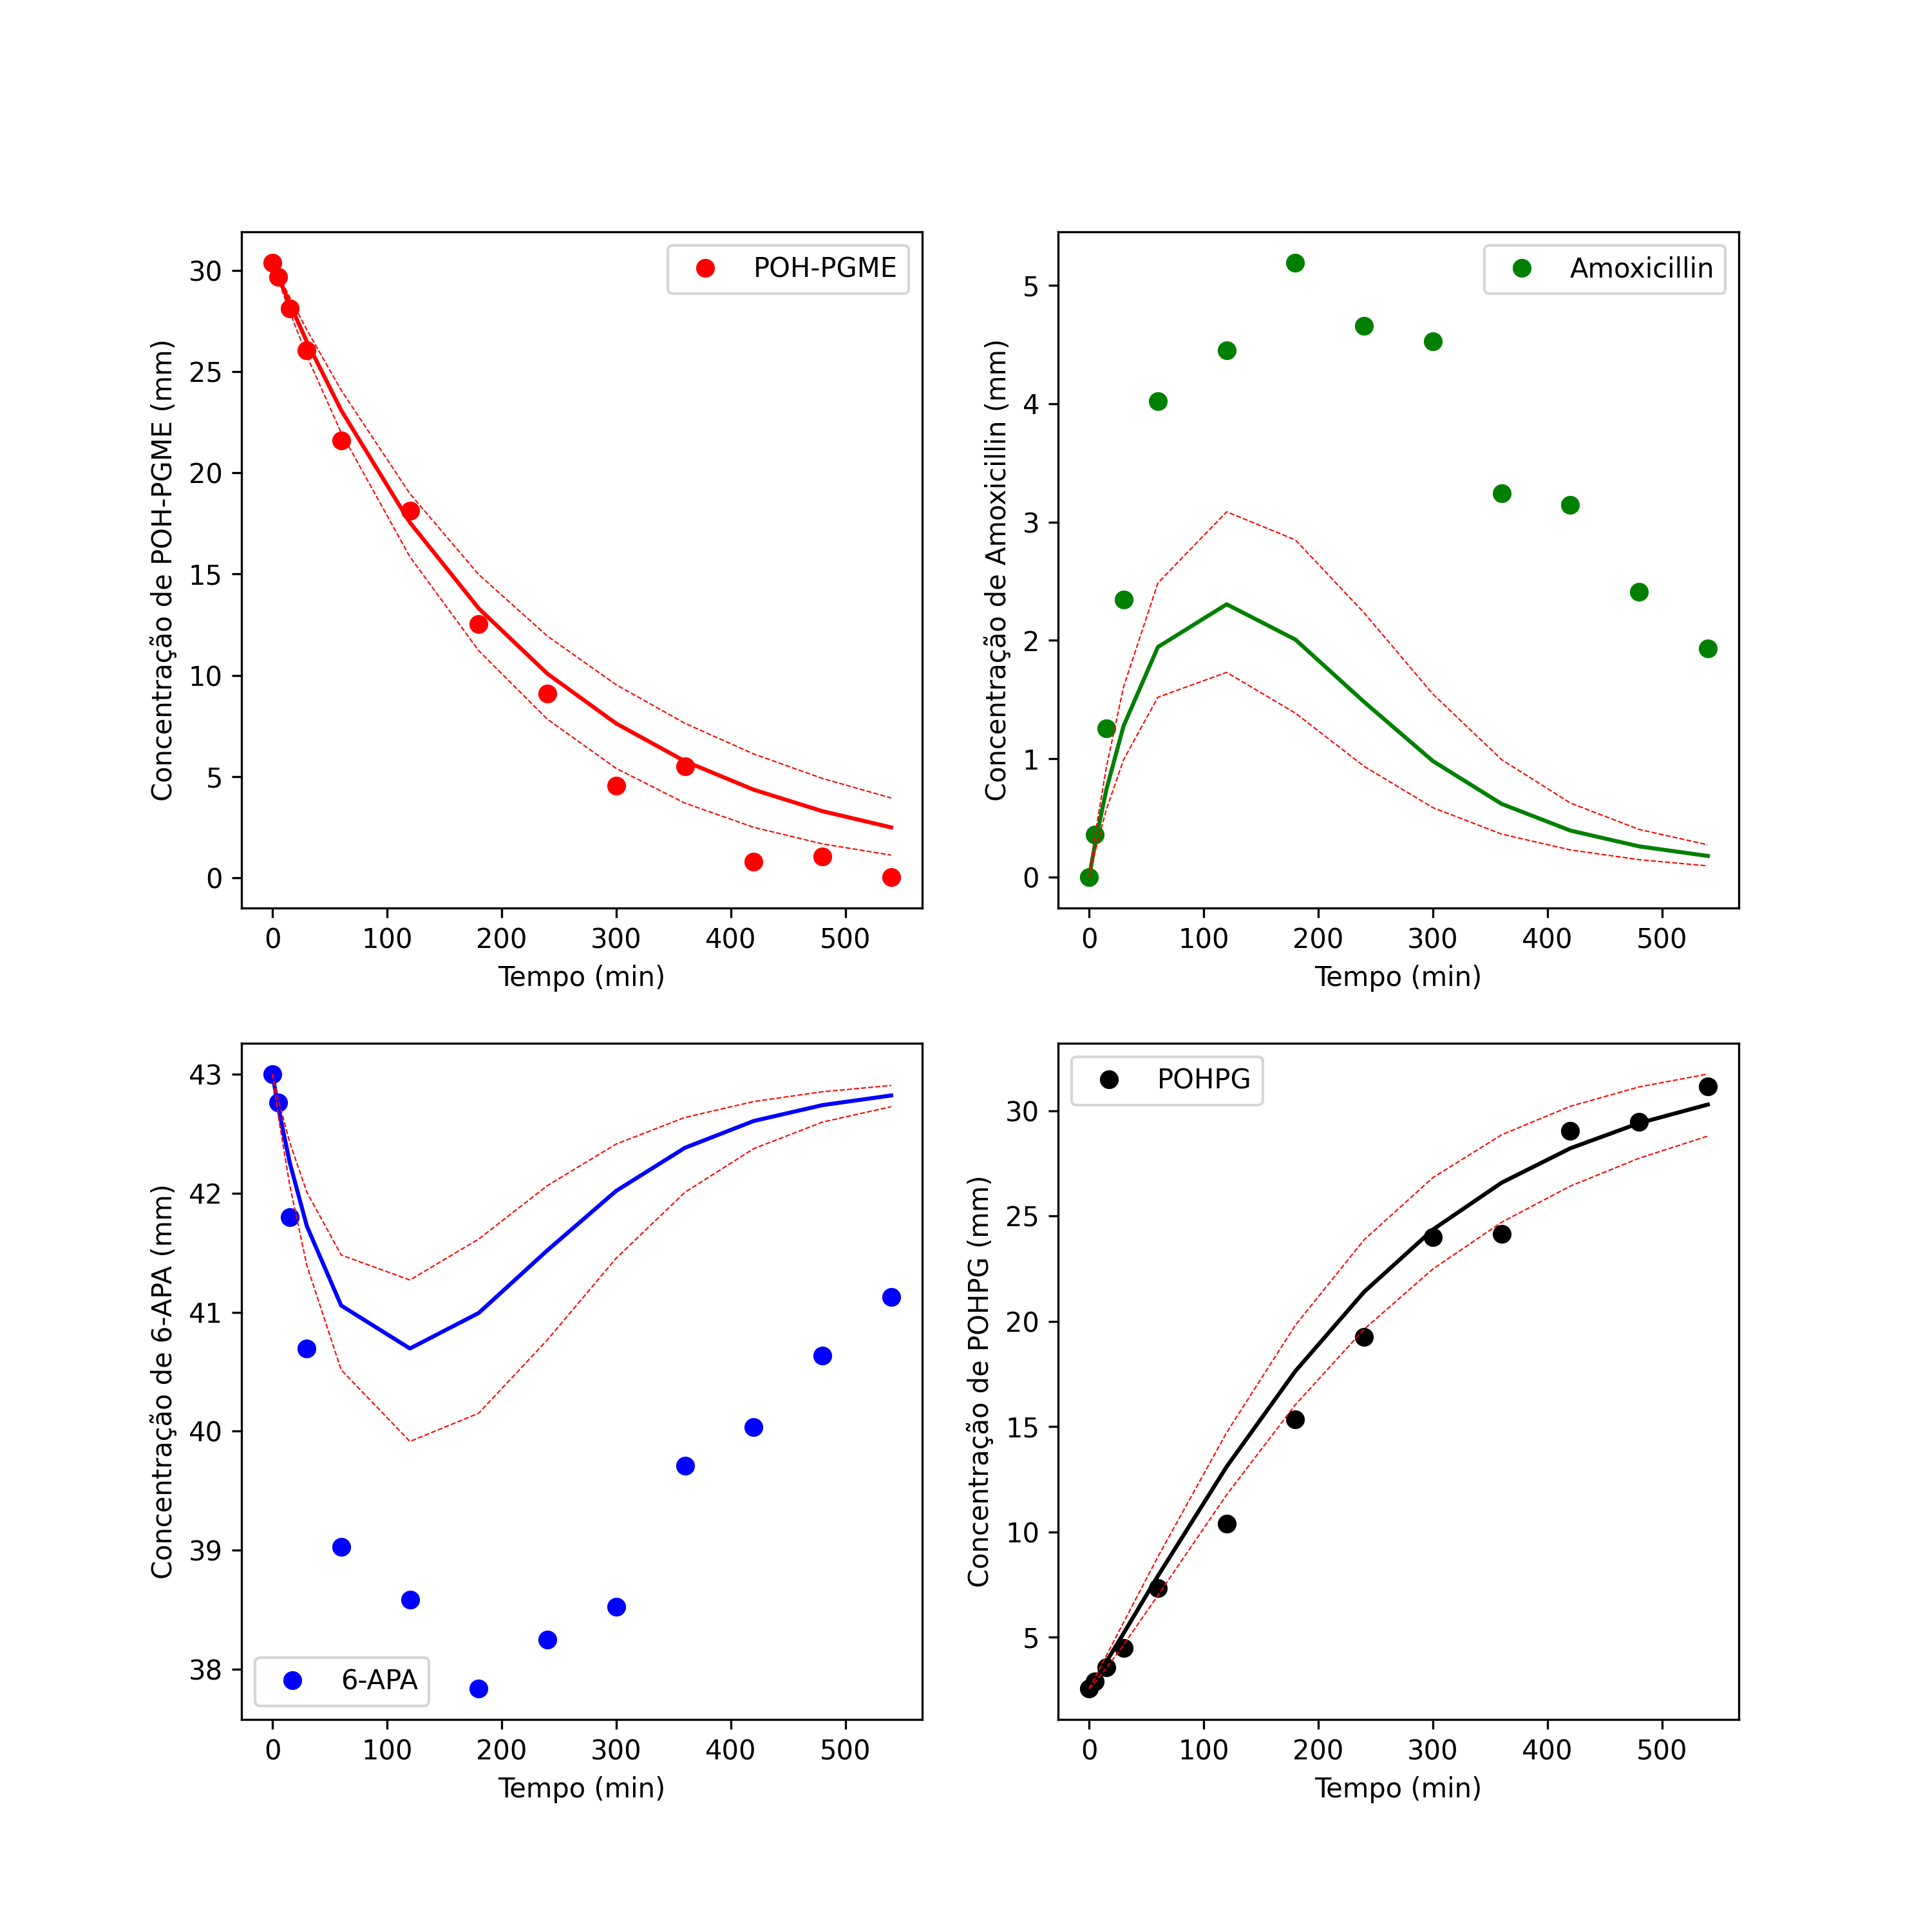 POH-PGME
Concentração de POH-PGME (mm)
30
25
20
15
10
5
0
0 100 200 300 400 500
Tempo (min)
Amoxicillin
Concentração de Amoxicillin (mm)
5
4
3
2
1
0
0 100 200 300 400 500
Tempo (min)
Concentração de 6-APA (mm)
43
42
41
40
39
38
6-APA
0 100 200 300 400 500
Tempo (min)
POHPG
Concentração de POHPG (mm)
30
25
20
15
10
5
0 100 200 300 400 500
Tempo (min)